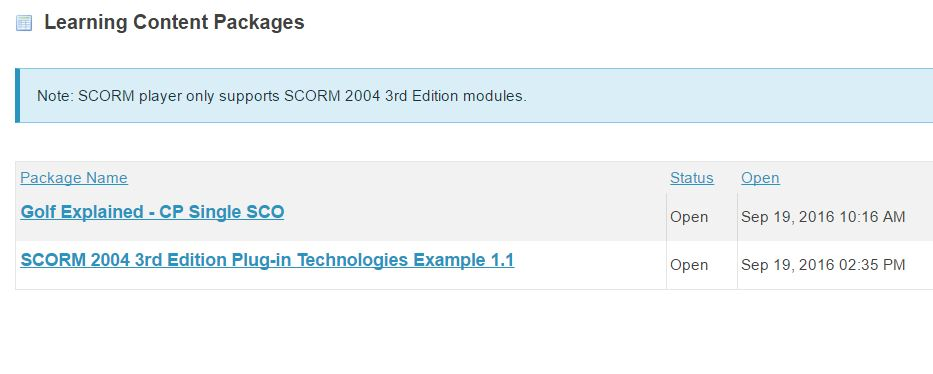 Learning Content Packages
Note: SCORM player only supports SCORM 2004 3rd Edition modules.
Package Name Status Open
Golf Explained - CP Single SCO Open Sep 19, 2016 10:16 AM
SCORM 2004 3rd Edition Plug-in Technologies Example 1.1 Open Sep 19, 2016 02:35 PM